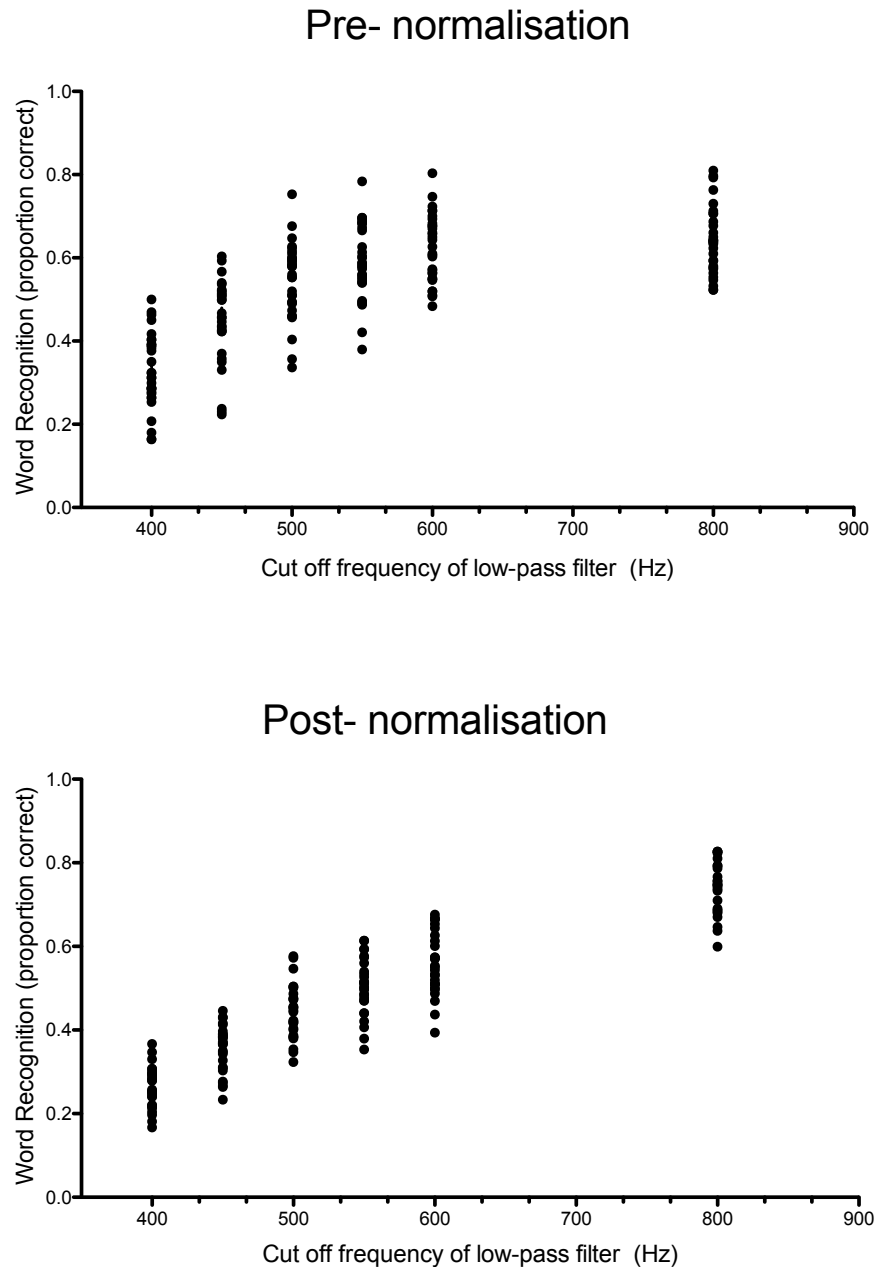 Pre- normalisation
1.0
0.8
0.6
0.4
0.2
0.0
Word Recognition (proportion correct)
400 500 600 700 800 900
Cut off frequency of low-pass filter (Hz)
Post- normalisation
1.0
0.8
0.6
0.4
0.2
0.0
Word Recognition (proportion correct)
400 500 600 700 800 900
Cut off frequency of low-pass filter (Hz)